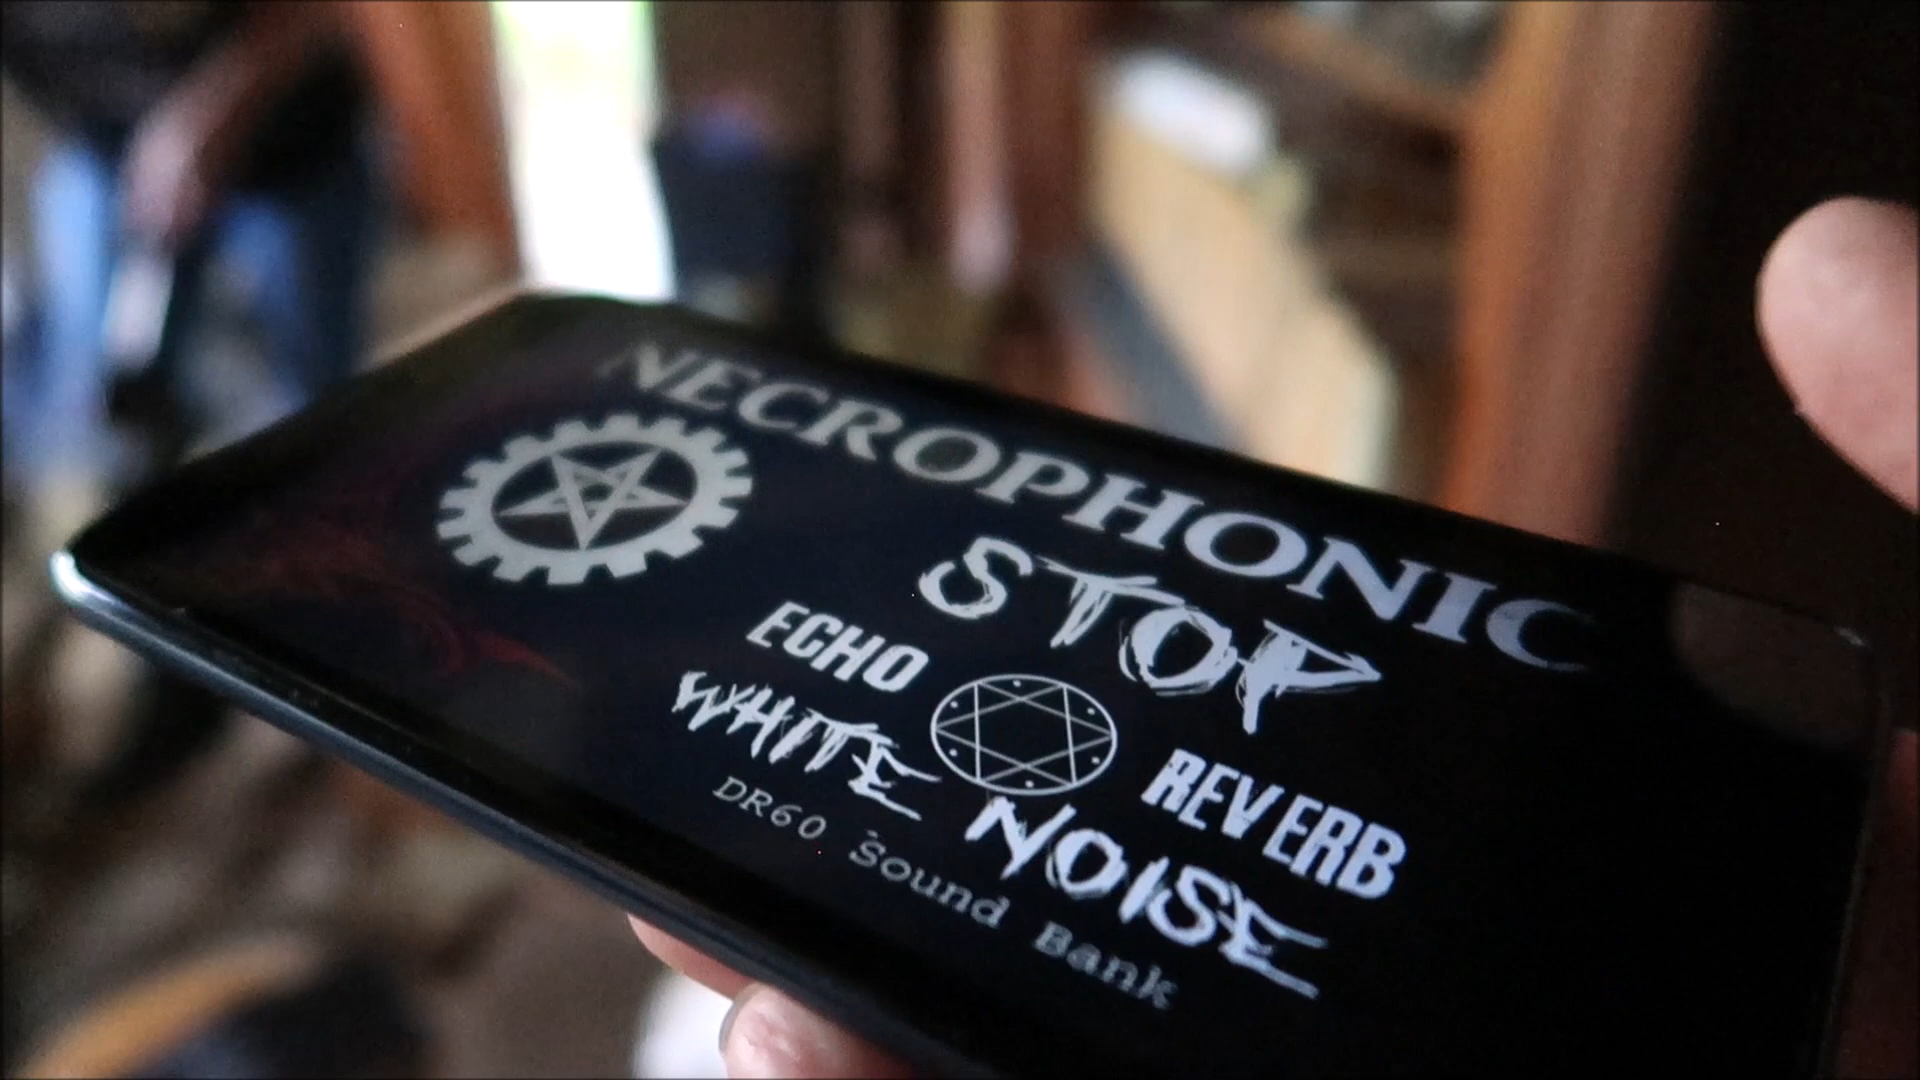 NECROPHONIC
STOP
ECHO
REVERB
WHITE NOISE
DR60 Sound Bank